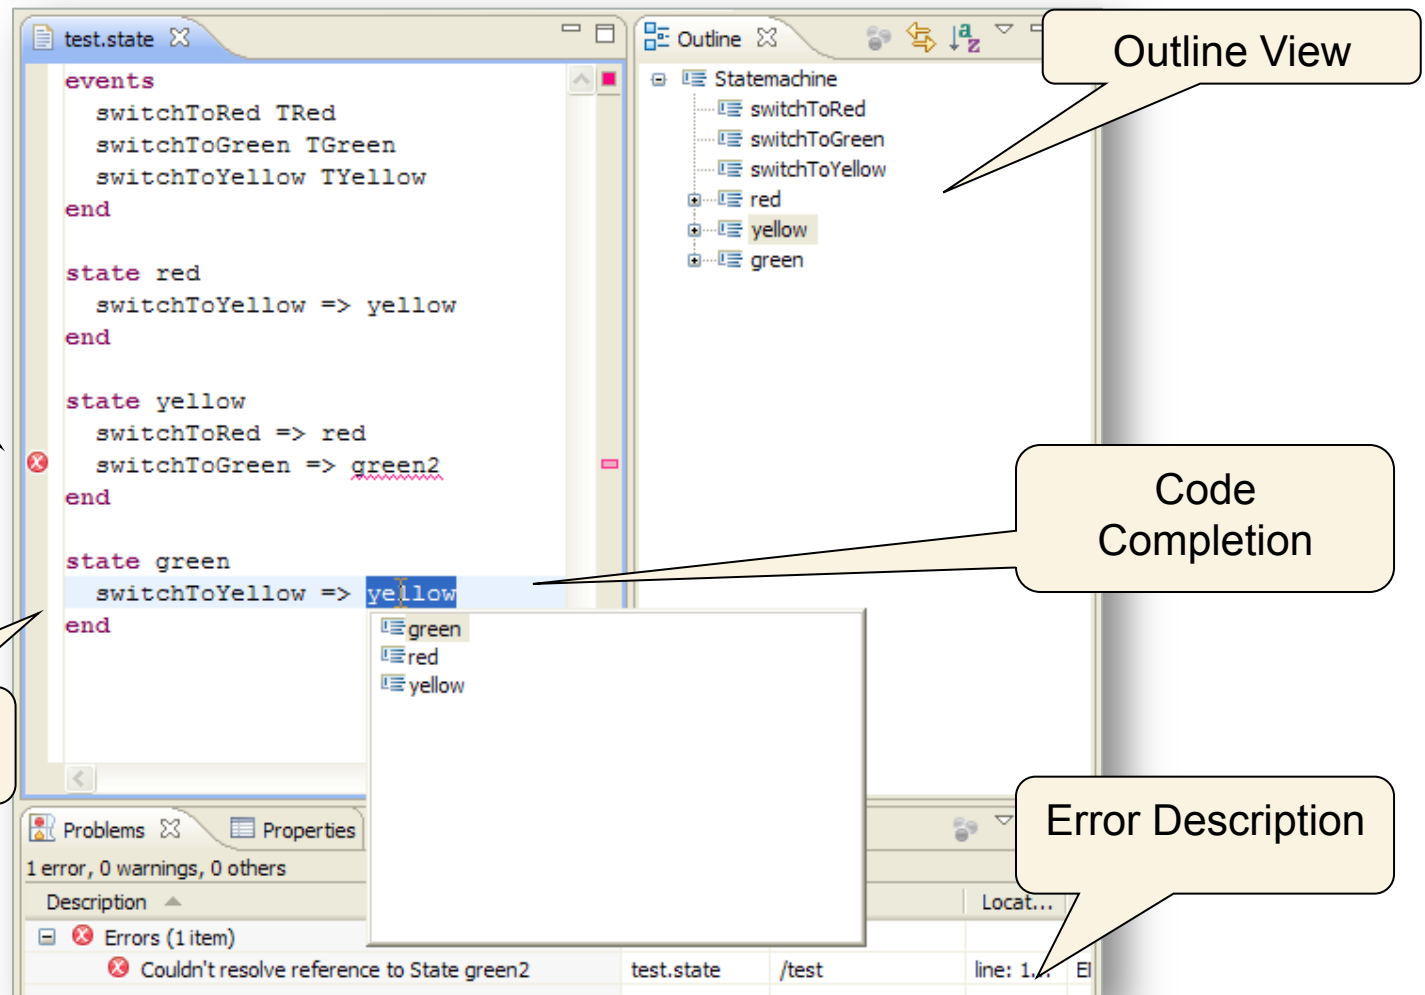 test.state
events
switchToRed TRed
switchToGreen TGreen
switchToYellow TYellow
end
state red
switchToYellow => yellow
end
state yellow
switchToRed => red
switchToGreen => green2
end
state green
switchToYellow => yellow
end
green
red
yellow
Outline
Statemachine
switchToRed
switchToGreen
switchToYellow
red
yellow
green
Outline View
Code
Completion
Error Description
Problems
Properties
1 error, 0 warnings, 0 others
Description
Locat...
Errors (1 item)
Couldn't resolve reference to State green2
test.state
/test
line: 1...